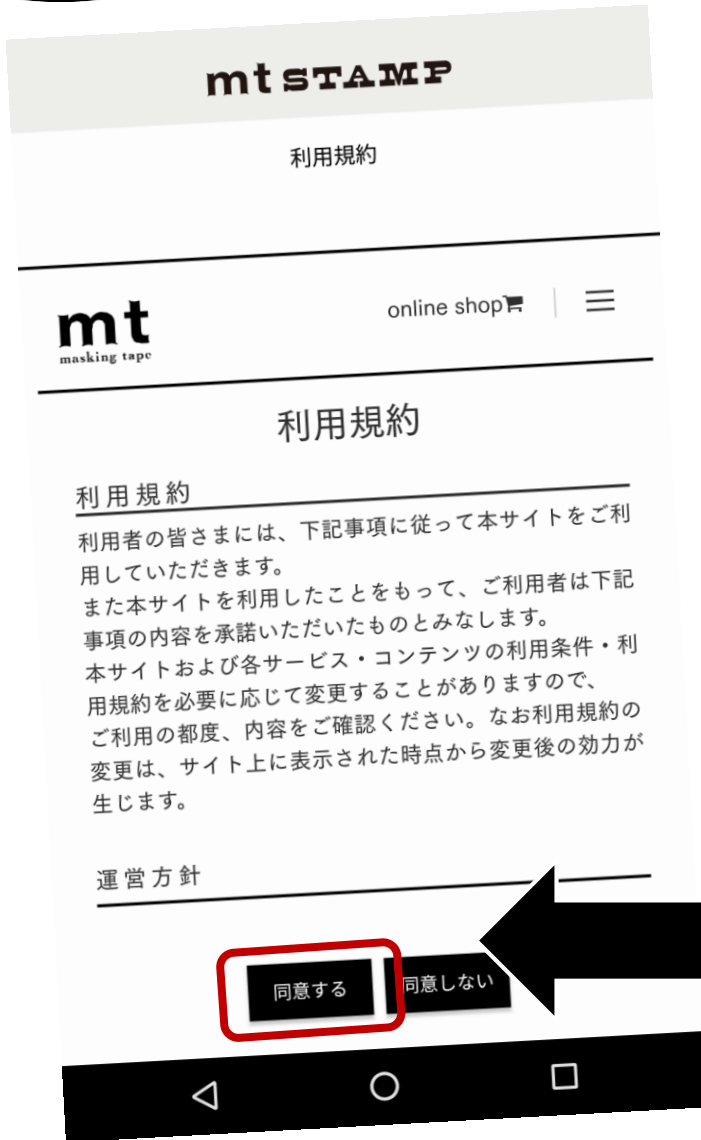 mt STAMP
利用規約
mt
masking tape
online shop
利用規約
利用規約
利用者の皆さまには、下記事項に従って本サイトをご利
用していただきます。
また本サイトを利用したことをもって、ご利用者は下記
事項の内容を承諾いただいたものとみなします。
本サイトおよび各サービス・コンテンツの利用条件・利
用規約を必要に応じて変更することがありますので、
ご利用の都度、内容をご確認ください。なお利用規約の
変更は、サイト上に表示された時点から変更後の効力が
生じます。
運営方針
同意する
同意しない